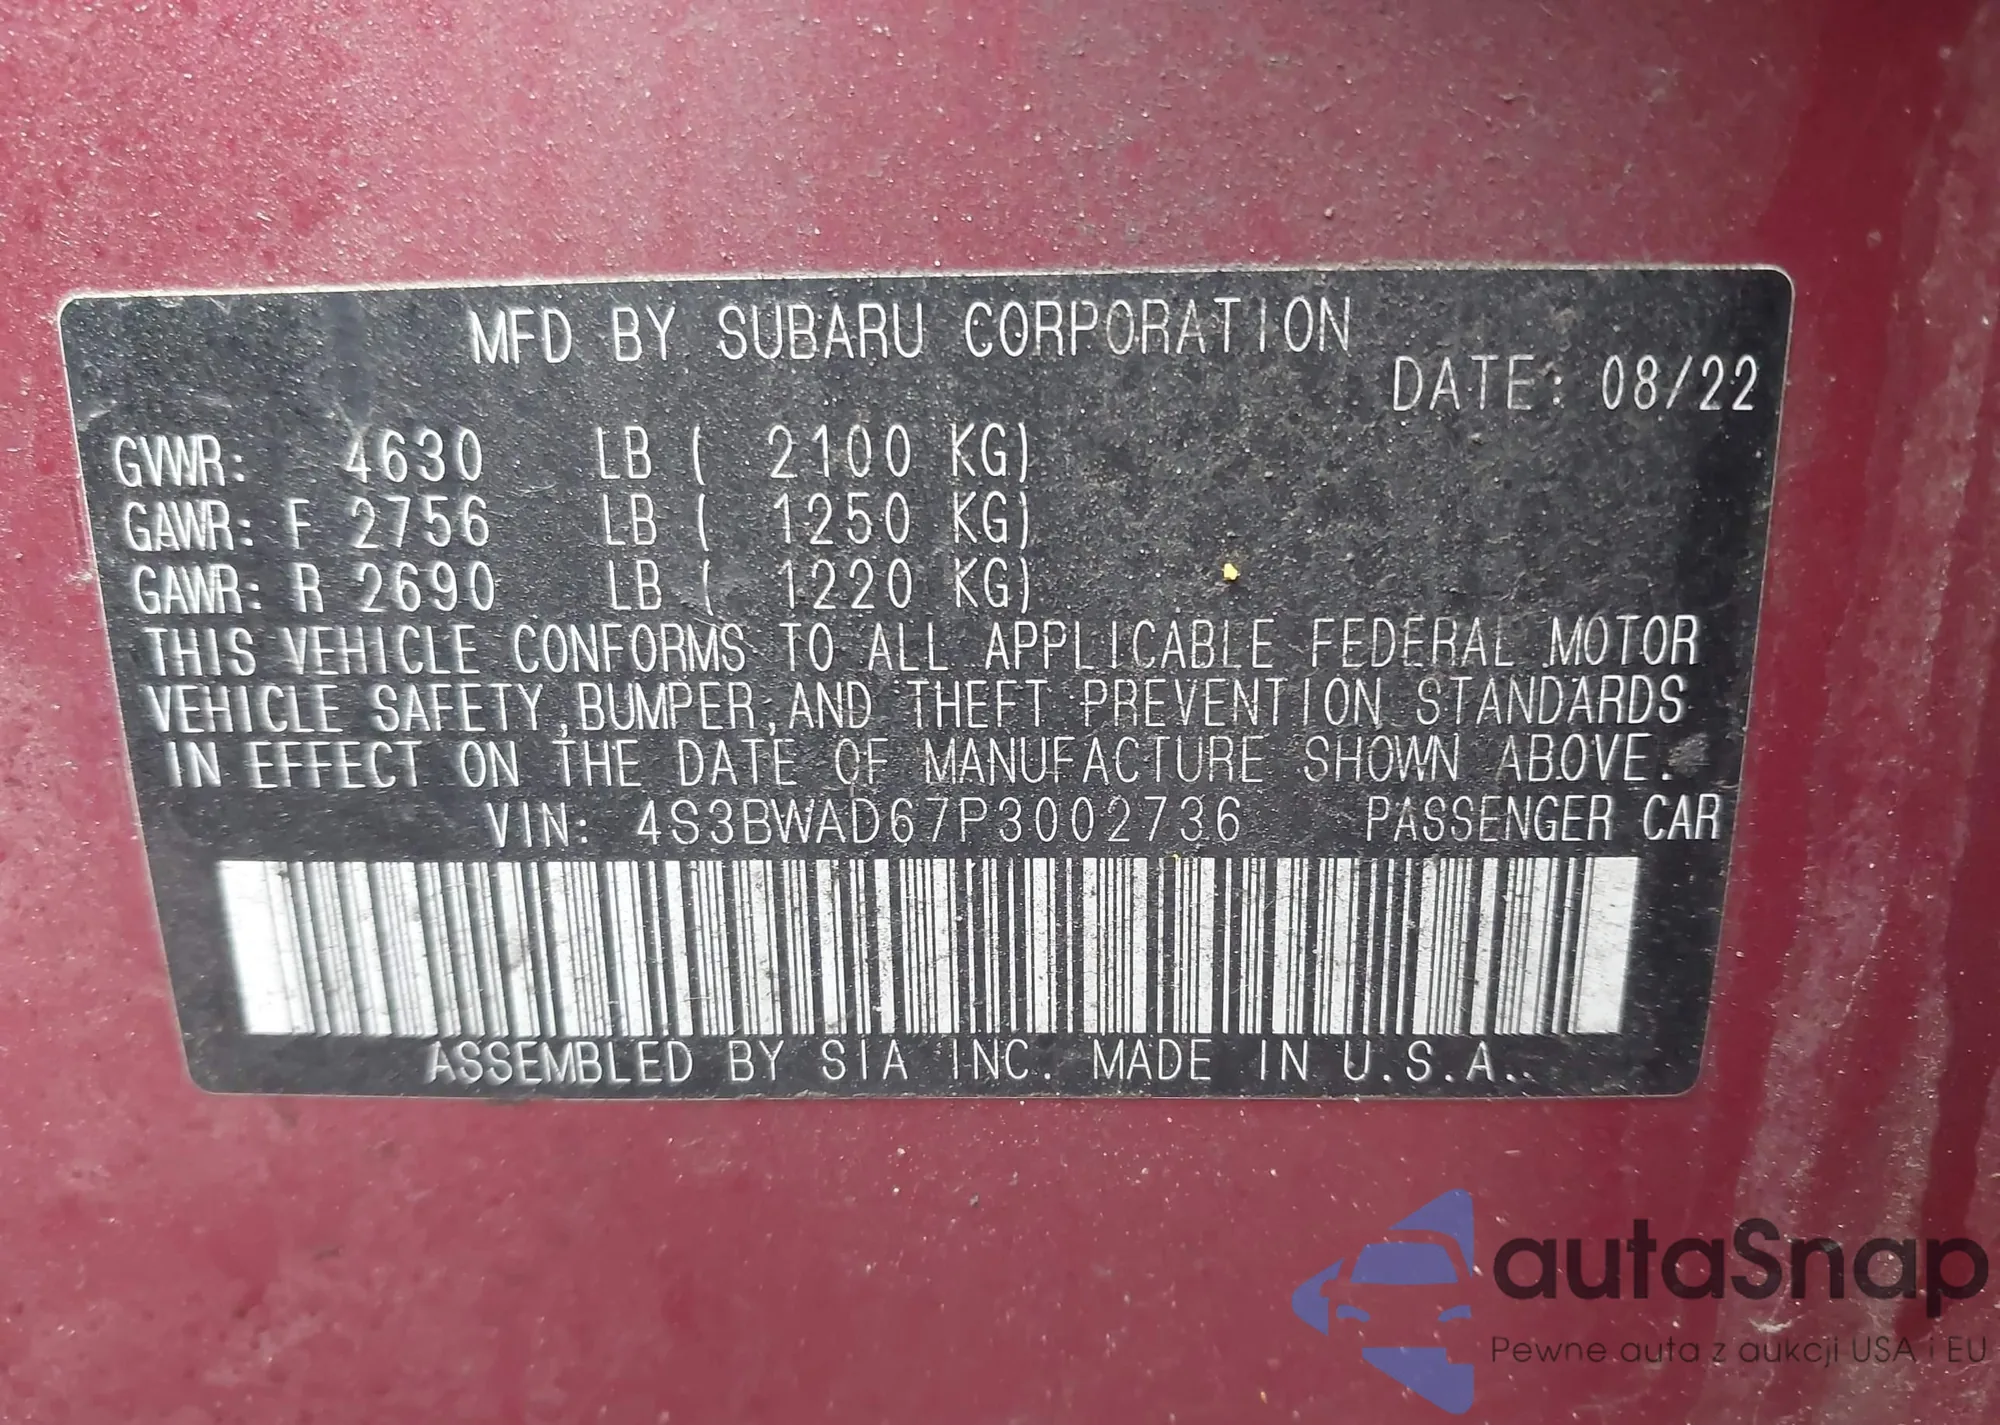 MFD BY SUBARU CORPORATION
DATE: 08/22
GVWR: 4630 LB ( 2100 KG)
GAWR: F 2756 LB ( 1250 KG)
GAWR: R 2690 LB ( 1220 KG)
THIS VEHICLE CONFORMS TO ALL APPLICABLE FEDERAL MOTOR
VEHICLE SAFETY,BUMPER,AND THEFT PREVENTION STANDARDS
IN EFFECT ON THE DATE OF MANUFACTURE SHOWN ABOVE.
VIN: 4S3BWAD67P3002736 PASSENGER CAR
ASSEMBLED BY SIA INC. MADE IN U.S.A.
autaSnap
Pewne auta z aukcji USA i EU